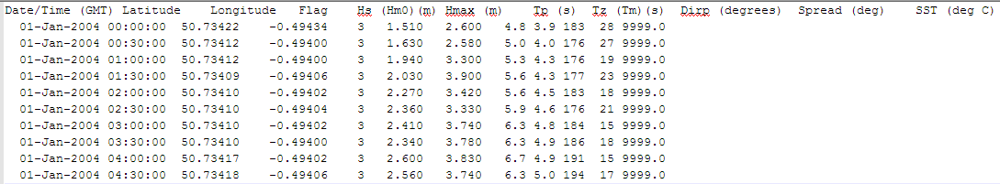 Date/Time (GMT) Latitude Longitude Flag Hs (Hm0)(m) Hmax (m) Tp (s) Tz (Tm)(s) Dirp (degrees) Spread (deg) SST (deg C)
01-Jan-2004 00:00:00 50.73422 -0.49434 3 1.510 2.600 4.8 3.9 183 28 9999.0
01-Jan-2004 00:30:00 50.73412 -0.49400 3 1.630 2.580 5.0 4.0 176 27 9999.0
01-Jan-2004 01:00:00 50.73412 -0.49400 3 1.940 3.300 5.3 4.3 176 19 9999.0
01-Jan-2004 01:30:00 50.73409 -0.49406 3 2.030 3.900 5.6 4.3 177 23 9999.0
01-Jan-2004 02:00:00 50.73410 -0.49402 3 2.270 3.420 5.6 4.5 183 18 9999.0
01-Jan-2004 02:30:00 50.73410 -0.49404 3 2.360 3.330 5.9 4.6 176 21 9999.0
01-Jan-2004 03:00:00 50.73410 -0.49402 3 2.410 3.740 6.3 4.8 184 15 9999.0
01-Jan-2004 03:30:00 50.73410 -0.49400 3 2.340 3.780 6.3 4.9 186 18 9999.0
01-Jan-2004 04:00:00 50.73417 -0.49402 3 2.600 3.830 6.7 4.9 191 15 9999.0
01-Jan-2004 04:30:00 50.73418 -0.49406 3 2.560 3.740 6.3 5.0 194 17 9999.0